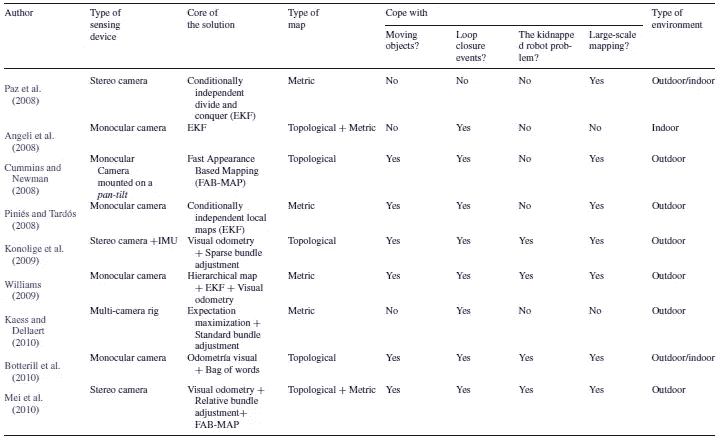 Author Type of sensing device Core of the solution Type of map Cope with Type of environment
Moving objects? Loop closure events? The kidnappe d robot prob- lem? Large-scale mapping?
Paz et al. (2008) Stereo camera Conditionally independent divide and conquer (EKF) Metric No No No Yes Outdoor/indoor
Angeli et al. (2008) Monocular camera EKF Topological + Metric No Yes No No Indoor
Cummins and Newman (2008) Monocular Camera mounted on a pan-tilt Fast Appearance Based Mapping (FAB-MAP) Topological Yes Yes No Yes Outdoor
Piniés and Tardós (2008) Monocular camera Conditionally independent local maps (EKF) Metric Yes Yes No Yes Outdoor
Konolige et al. (2009) Stereo camera +IMU Visual odometry + Sparse bundle adjustment Topological Yes Yes Yes Yes Outdoor
Williams (2009) Monocular camera Hierarchical map + EKF + Visual odometry Metric Yes Yes Yes Yes Outdoor
Kaess and Dellaert (2010) Multi-camera rig Expectation maximization + Standard bundle adjustment Metric No Yes No No Outdoor
Botterill et al. (2010) Monocular camera Odometría visual + Bag of words Topological Yes Yes Yes Yes Outdoor/indoor
Mei et al. (2010) Stereo camera Visual odometry + Relative bundle adjustment+ FAB-MAP Topological + Metric Yes Yes Yes Yes Outdoor